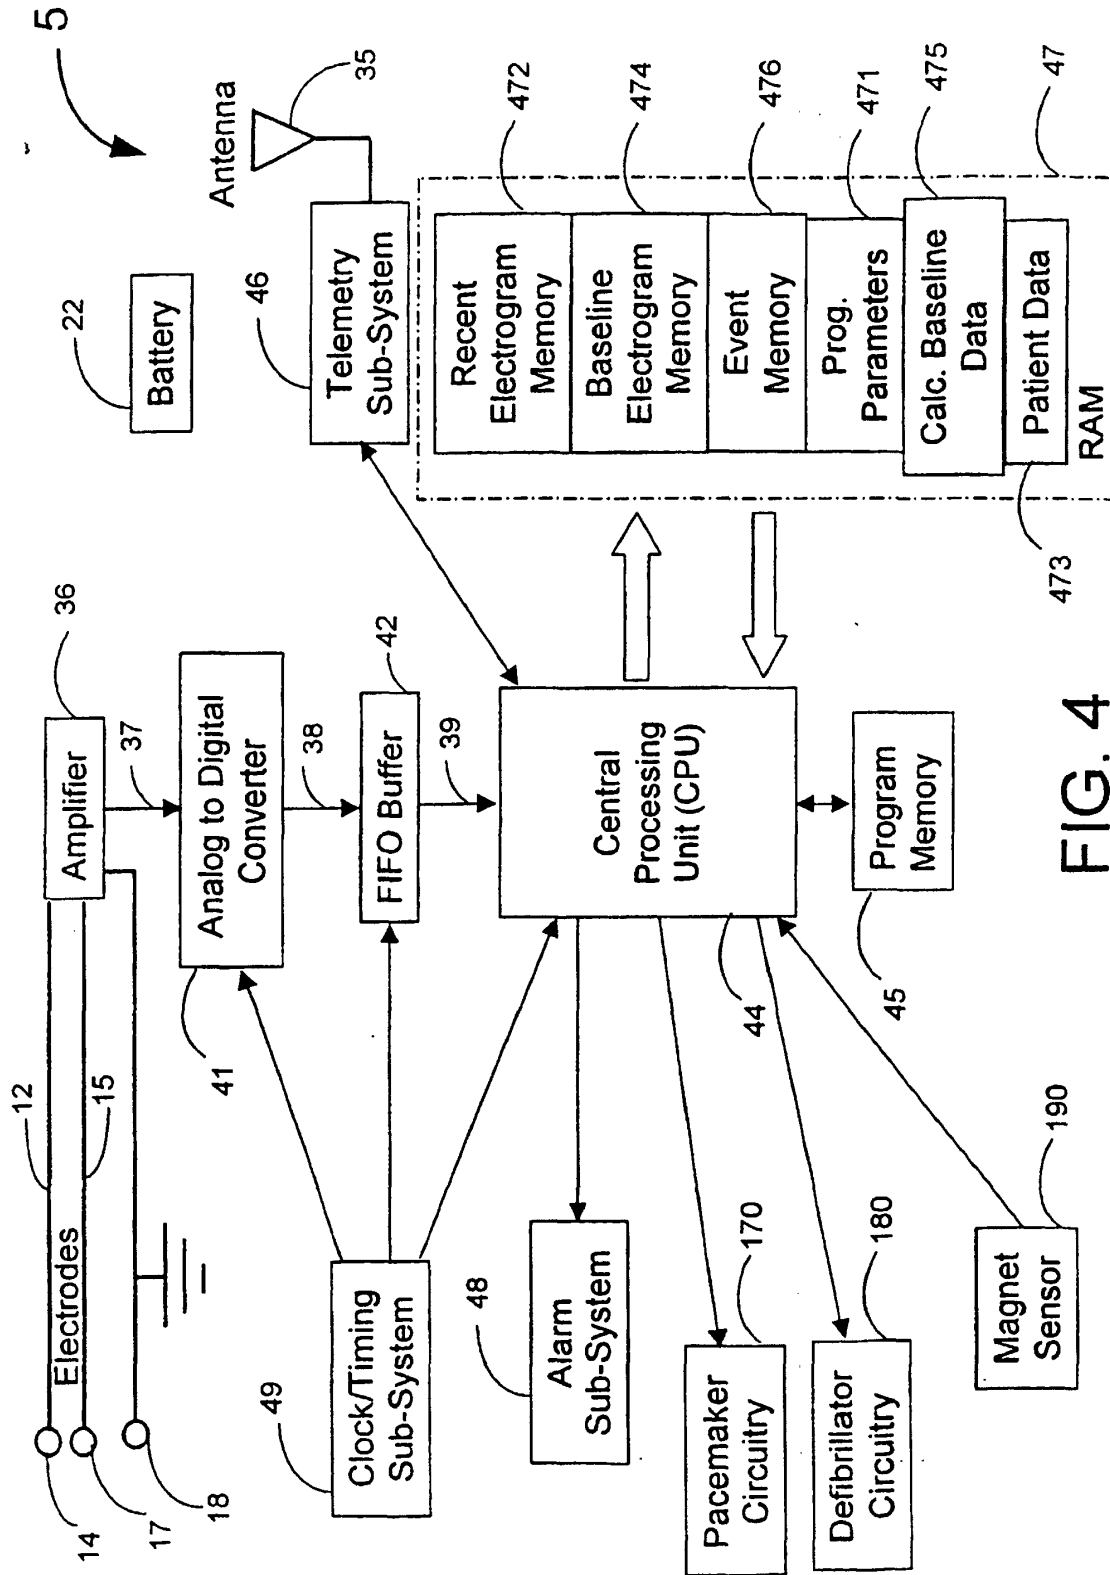 5
14
17
18
Electrodes
12
15
Amplifier
36
37
Analog to Digital
Converter
41
38
FIFO Buffer
42
39
Clock/Timing
Sub-System
49
Central
Processing
Unit (CPU)
44
Program
Memory
45
Alarm
Sub-System
48
Pacemaker
Circuitry
170
Defibrillator
Circuitry
180
Magnet
Sensor
190
Battery
22
Antenna
35
Telemetry
Sub-System
46
Recent
Electrogram
Memory
472
Baseline
Electrogram
Memory
474
Event
Memory
476
Prog.
Parameters
471
Calc. Baseline
Data
475
Patient Data
473
RAM
47
FIG. 4